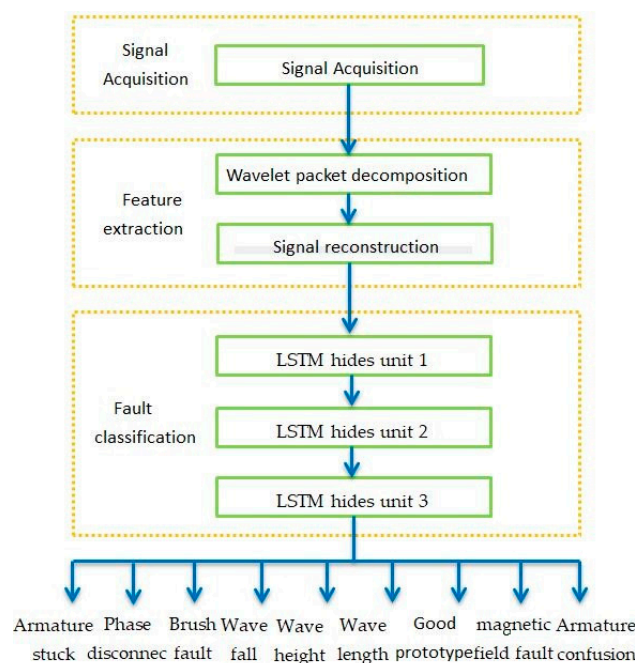 Signal
Acquisition
Signal Acquisition
Wavelet packet decomposition
Feature
extraction
Signal reconstruction
LSTM hides unit 1
Fault
classification
LSTM hides unit 2
LSTM hides unit 3
Armature Phase Brush Wave Wave Wave Good magnetic Armature
stuck disconnec fault fall height length prototype field fault confusion